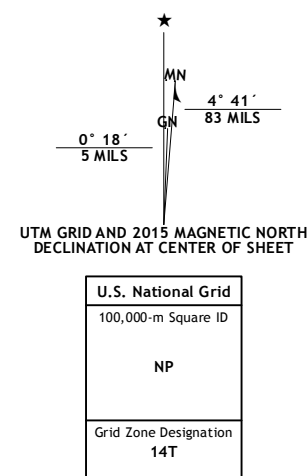 ★
MN
4° 41´
83 MILS
GN
0° 18´
5 MILS
UTM GRID AND 2015 MAGNETIC NORTH
DECLINATION AT CENTER OF SHEET
U.S. National Grid
100,000-m Square ID
NP
Grid Zone Designation
14T